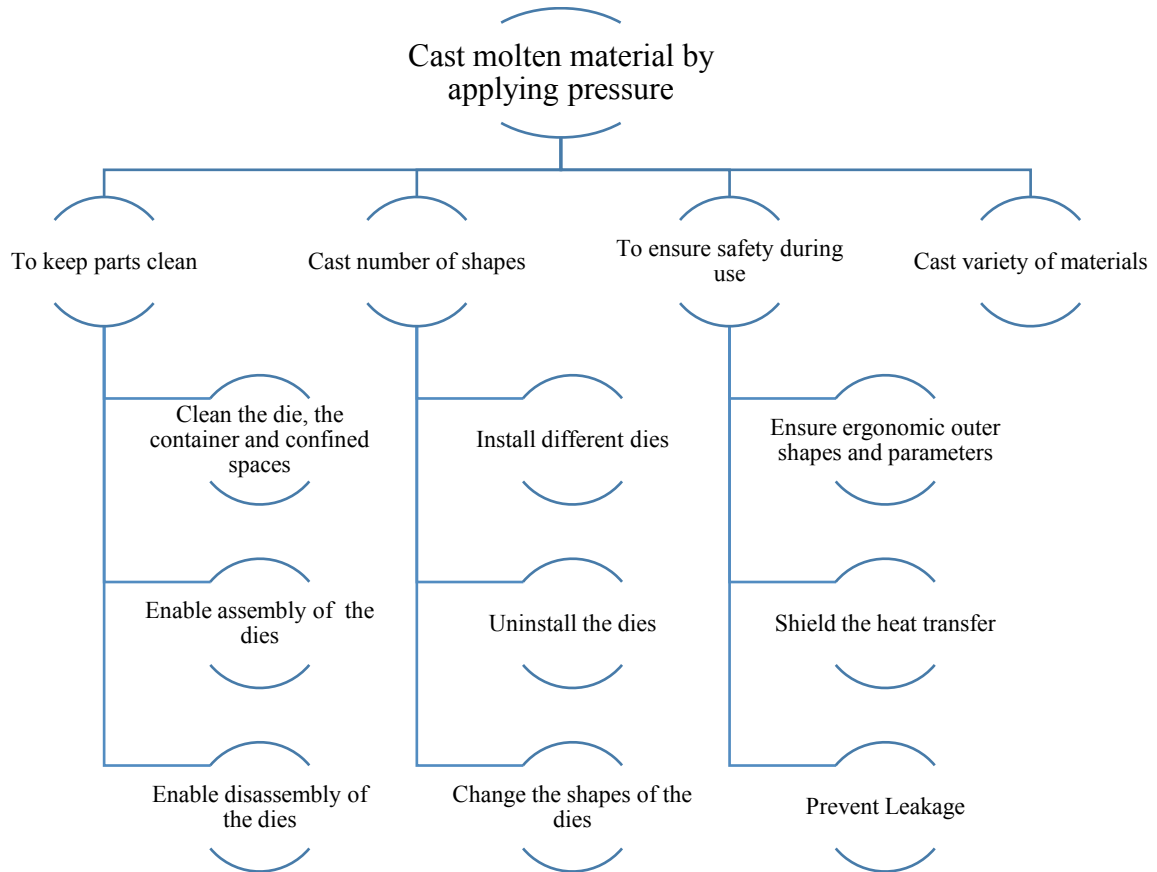 Cast molten material by
applying pressure
To keep parts clean
Cast number of shapes
To ensure safety during
use
Cast variety of materials
Clean the die, the
container and confined
spaces
Install different dies
Ensure ergonomic outer
shapes and parameters
Enable assembly of the
dies
Uninstall the dies
Shield the heat transfer
Enable disassembly of
the dies
Change the shapes of the
dies
Prevent Leakage